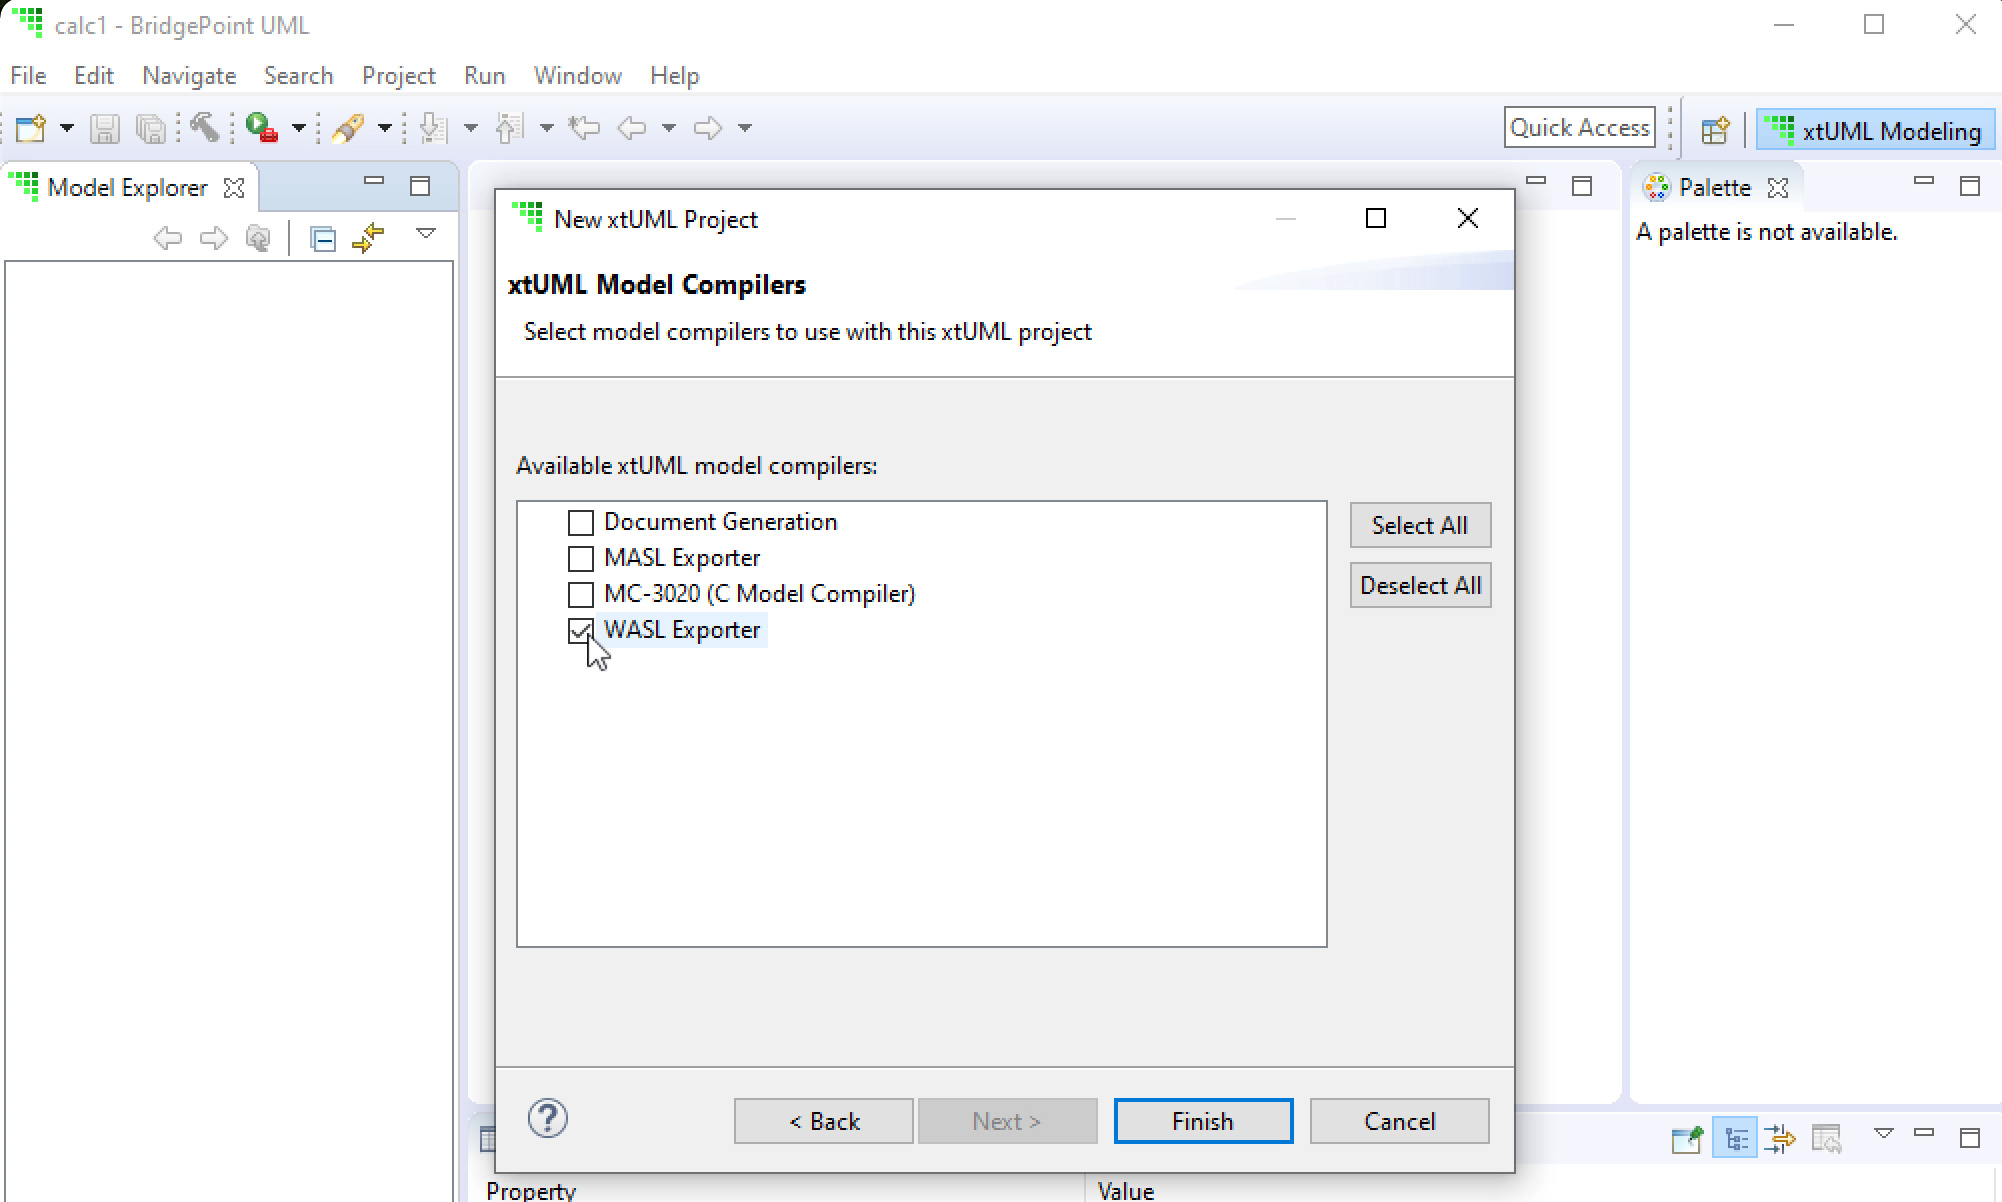 calc1 - BridgePoint UML
File Edit Navigate Search Project Run Window Help
Quick Access
xtUML Modeling
Model Explorer
New xtUML Project
xtUML Model Compilers
Select model compilers to use with this xtUML project
Available xtUML model compilers:
Document Generation
MASL Exporter
MC-3020 (C Model Compiler)
WASL Exporter
Select All
Deselect All
?
< Back
Next >
Finish
Cancel
Palette
A palette is not available.
Property
Value